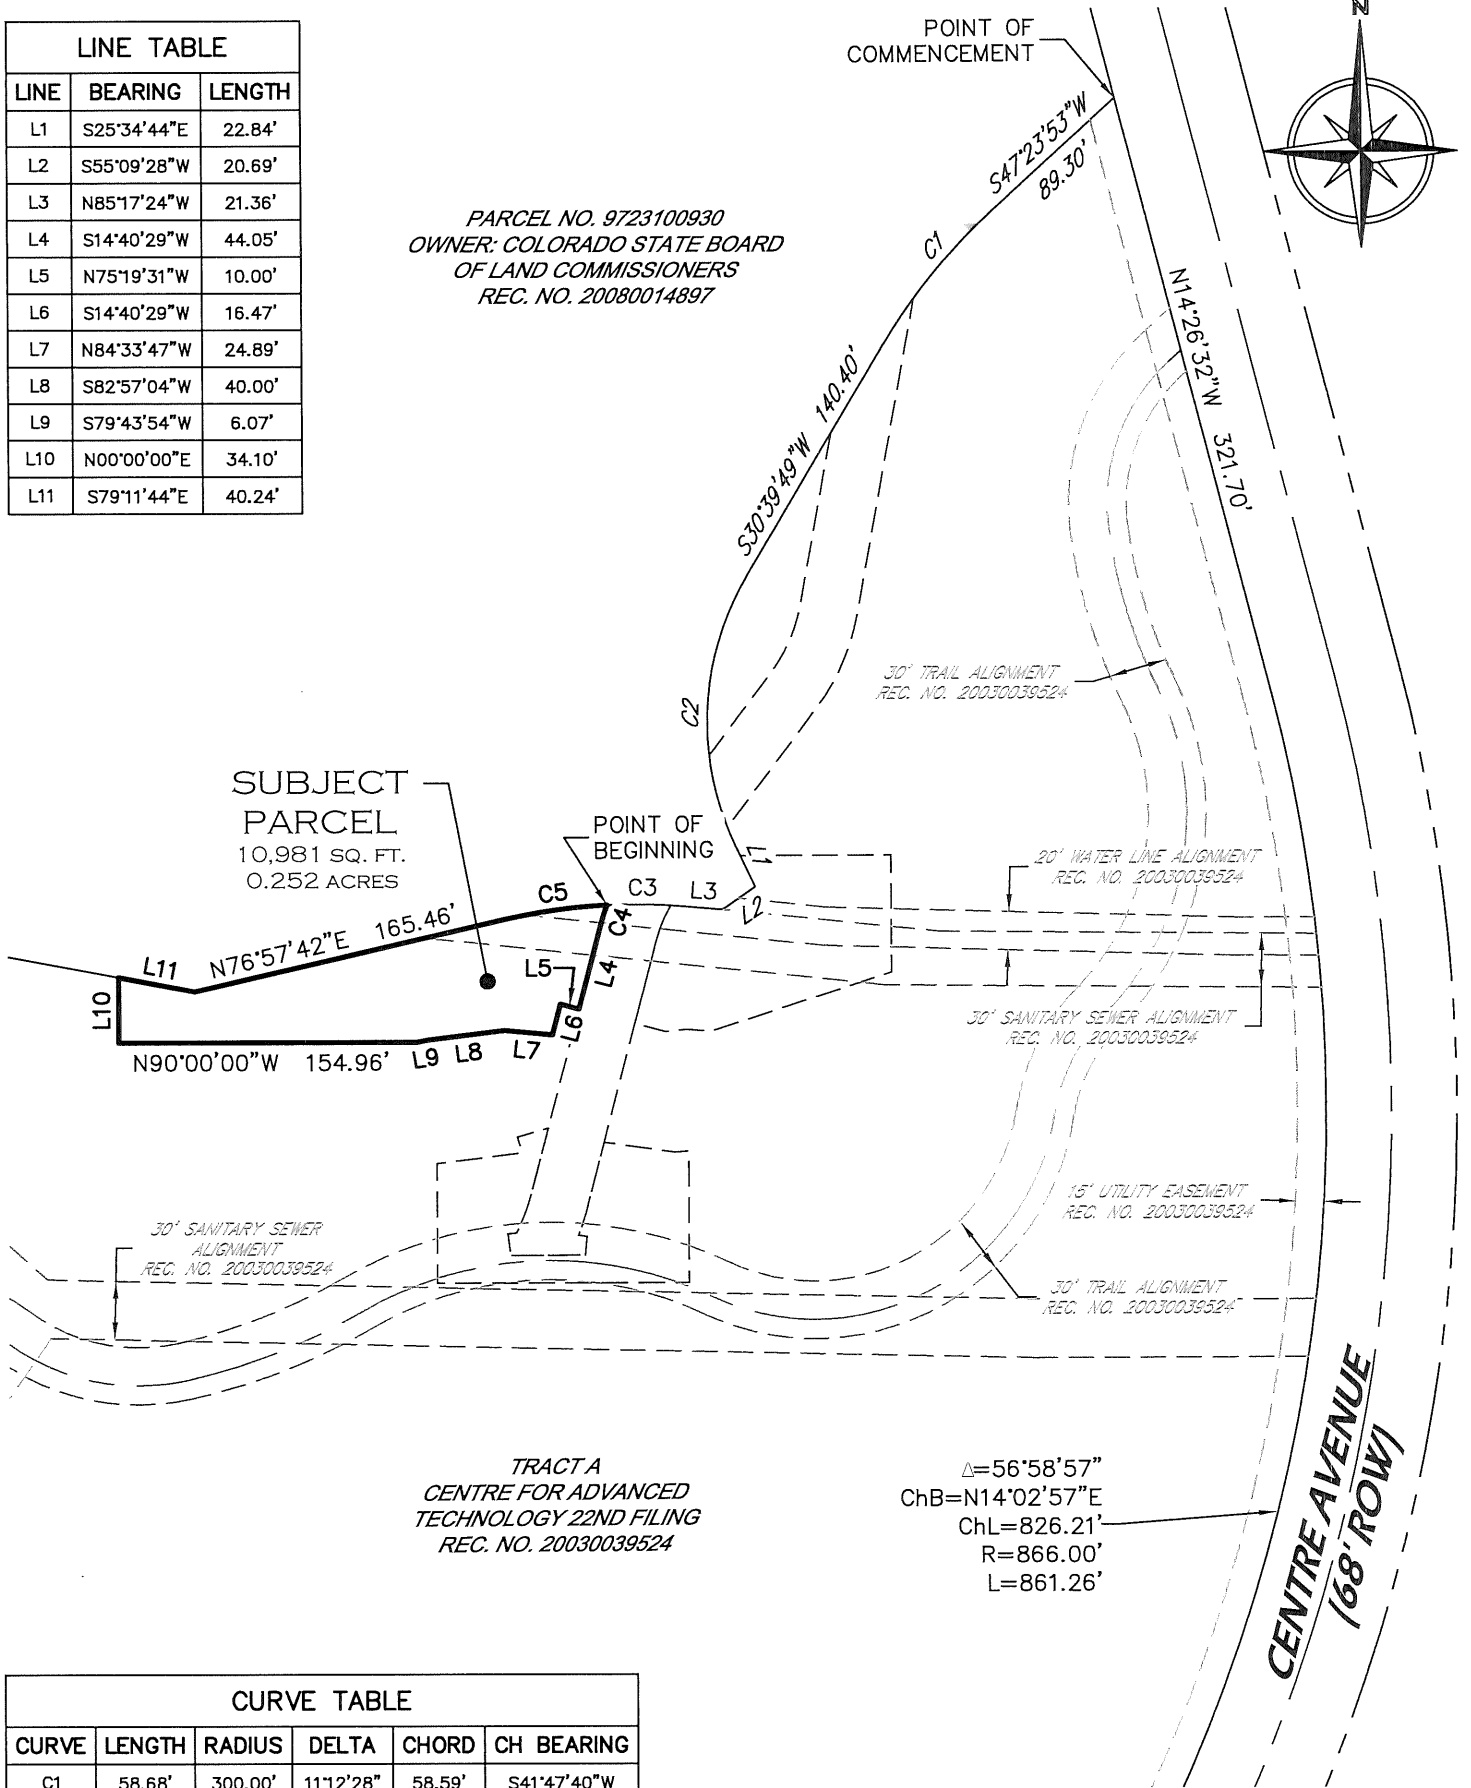 LINE TABLE
LINE BEARING LENGTH
L1 S25°34'44"E 22.84'
L2 S55°09'28"W 20.69'
L3 N85°17'24"W 21.36'
L4 S14°40'29"W 44.05'
L5 N75°19'31"W 10.00'
L6 S14°40'29"W 16.47'
L7 N84°33'47"W 24.89'
L8 S82°57'04"W 40.00'
L9 S79°43'54"W 6.07'
L10 N00°00'00"E 34.10'
L11 S79°11'44"E 40.24'
POINT OF
COMMENCEMENT
N
S47°23'53"W
89.30'
C1
PARCEL NO. 9723100930
OWNER: COLORADO STATE BOARD
OF LAND COMMISSIONERS
REC. NO. 20080014897
N14°26'32"W 321.70'
S30°39'49"W 140.40'
30' TRAIL ALIGNMENT
REC. NO. 20030039524
C2
SUBJECT
PARCEL
10,981 SQ. FT.
0.252 ACRES
POINT OF
BEGINNING
L1
20' WATER LINE ALIGNMENT
REC. NO. 20030039524
C5
C3
L3
L2
C4
N76°57'42"E 165.46'
L11
L5
L4
L10
L6
30' SANITARY SEWER ALIGNMENT
REC. NO. 20030039524
N90°00'00"W 154.96'
L9
L8
L7
15' UTILITY EASEMENT
REC. NO. 20030039524
30' SANITARY SEWER
ALIGNMENT
REC. NO. 20030039524
30' TRAIL ALIGNMENT
REC. NO. 20030039524
TRACT A
CENTRE FOR ADVANCED
TECHNOLOGY 22ND FILING
REC. NO. 20030039524
Δ=56°58'57"
ChB=N14°02'57"E
ChL=826.21'
R=866.00'
L=861.26'
CENTRE AVENUE
(68' ROW)
CURVE TABLE
CURVE LENGTH RADIUS DELTA CHORD CH BEARING
C1 58.68' 300.00' 11°12'28" 58.59' S41°47'40"W